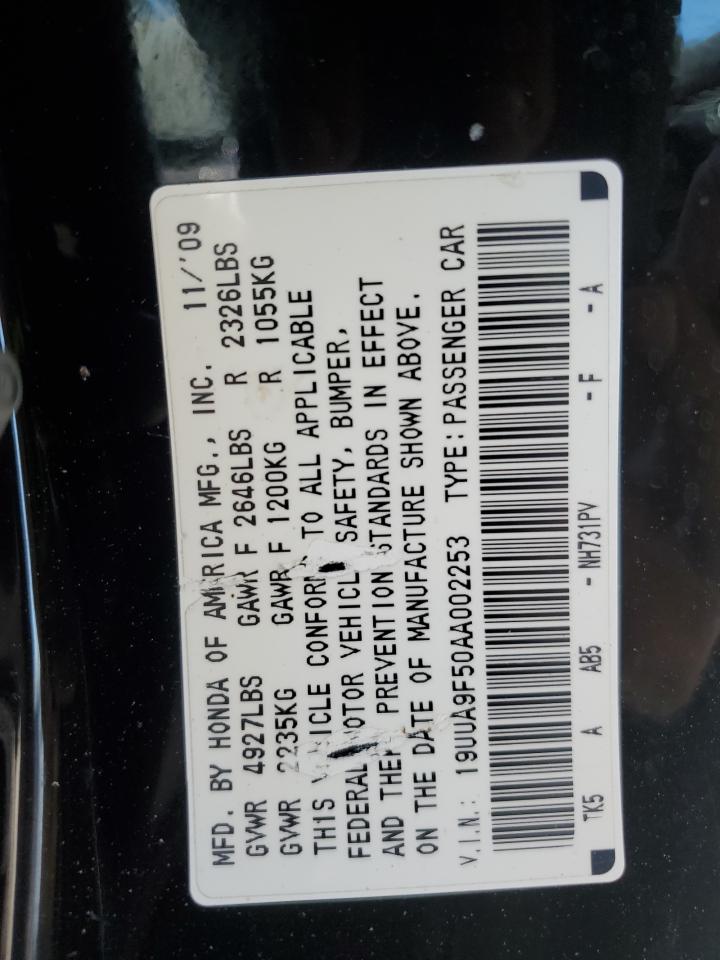 MFD. BY HONDA OF AMERICA MFG., INC. 11/'09
GVWR 4927LBS GAWR F 2646LBS R 2326LBS
GVWR 2235KG GAWR F 1200KG R 1055KG
THIS VEHICLE CONFORMS TO ALL APPLICABLE
FEDERAL MOTOR VEHICLE SAFETY, BUMPER,
AND THEFT PREVENTION STANDARDS IN EFFECT
ON THE DATE OF MANUFACTURE SHOWN ABOVE.
V.I.N.: 19UUA9F50AA002253 TYPE: PASSENGER CAR
TK5 A AB5 - NH731PV - F - A